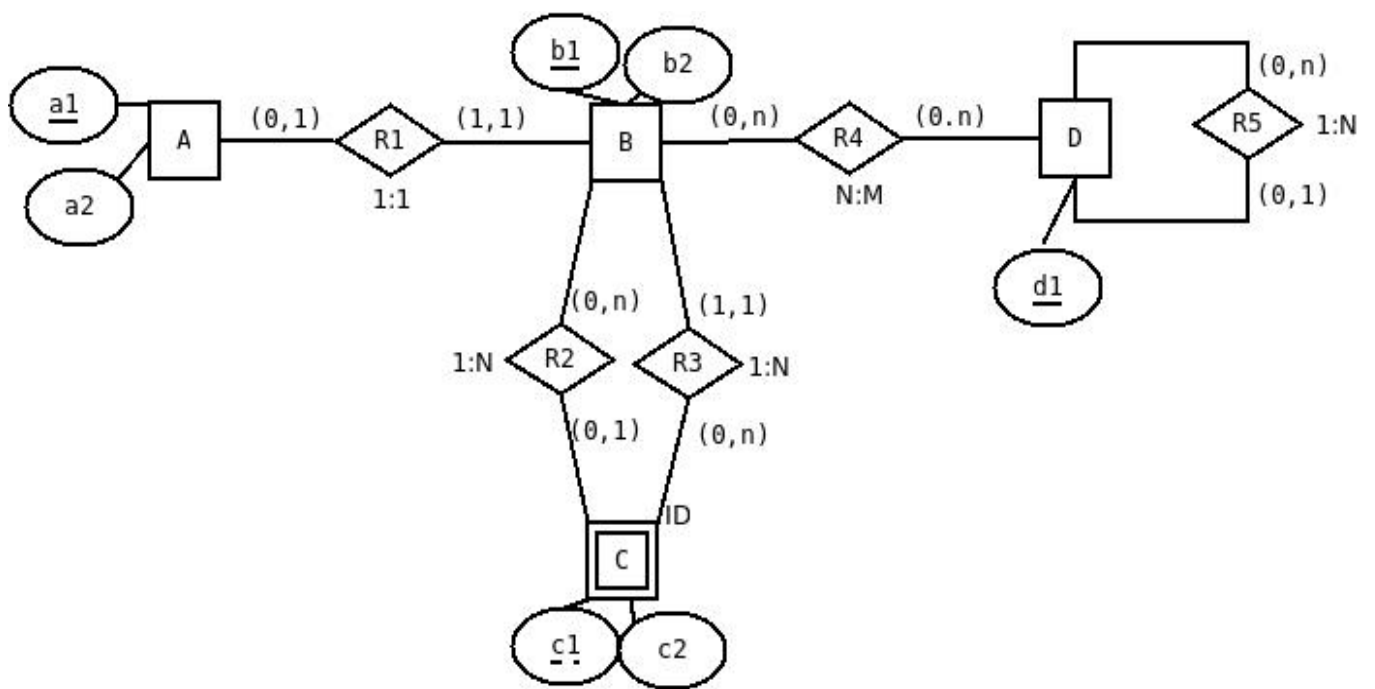 b1
b2
a1
a2
A
(0,1)
R1
1:1
(1,1)
B
(0,n)
R4
N:M
(0.n)
D
(0,n)
R5
1:N
(0,1)
d1
(0,n)
1:N
R2
(0,1)
(1,1)
R3
1:N
(0,n)
ID
C
c1
c2